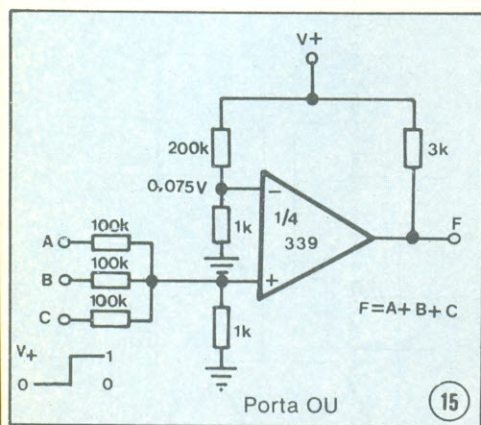 V+
200k
3k
0,075V
100k
A
1k
1/4
339
F
B
100k
C
100k
F=A+B+C
1k
V+
1
0
0
Porta OU
15